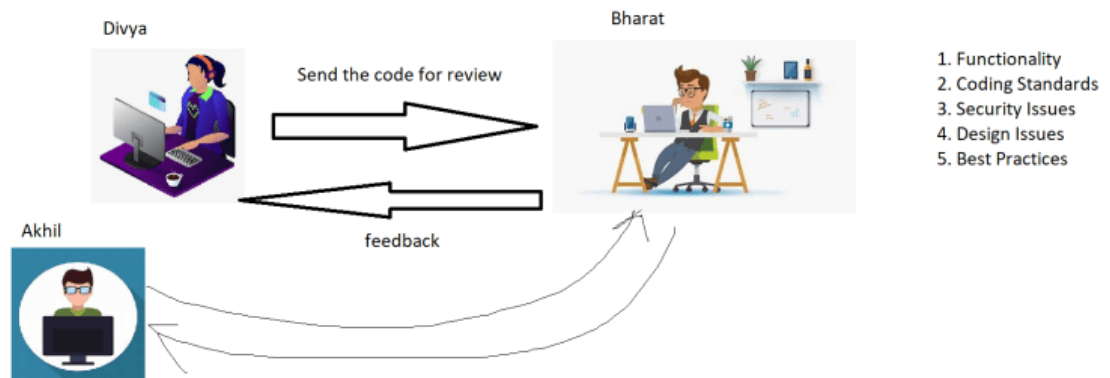 Divya
Bharat
Send the code for review
1. Functionality
2. Coding Standards
3. Security Issues
4. Design Issues
5. Best Practices
feedback
Akhil